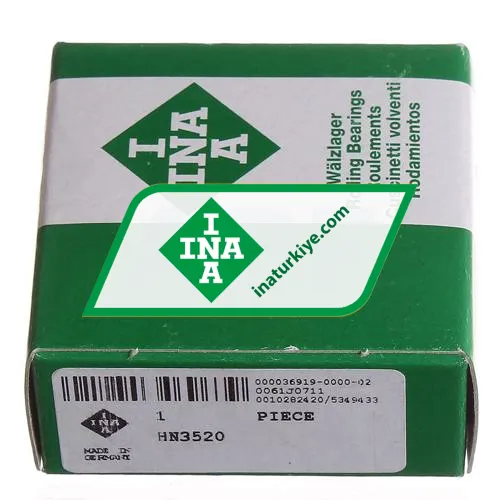 I
INA
A
Wälzlager
Rolling Bearings
Roulements
Cuscinetti volventi
Rodamientos
I
INA
A
inaturkiye.com
000036919-0000-02
0061J0711
0010282420/5349433
I
INA
A
1 PIECE
HN3520
MADE IN
GERMANY